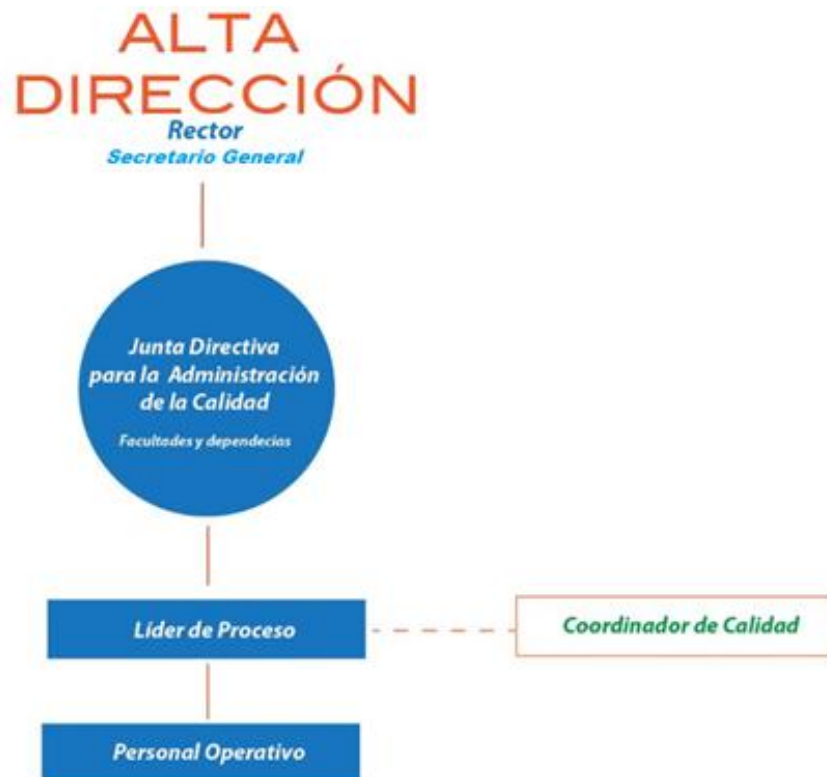 ALTA
DIRECCIÓN
Rector
Secretario General
Junta Directiva
para la Administración
de la Calidad
Facultades y dependecias
Líder de Proceso
Coordinador de Calidad
Personal Operativo